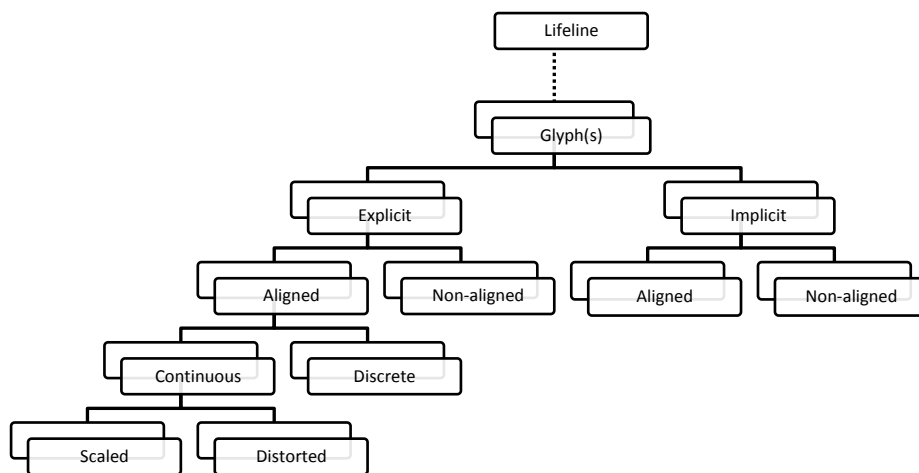 Lifeline
Glyph(s)
Explicit
Implicit
Aligned
Non-aligned
Aligned
Non-aligned
Continuous
Discrete
Scaled
Distorted